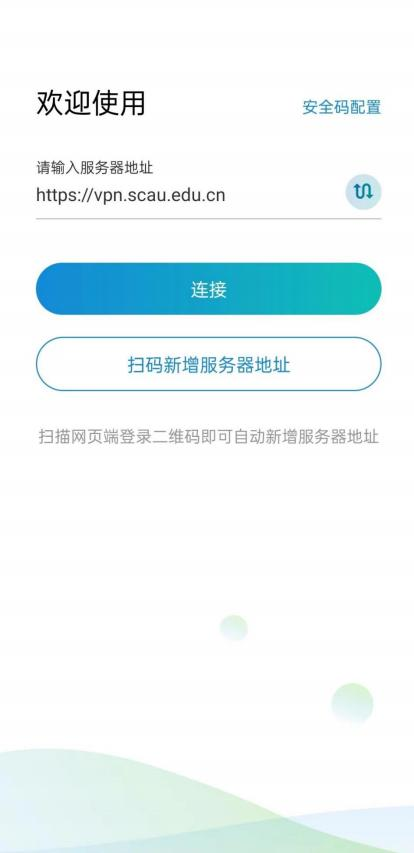 欢迎使用
安全码配置
请输入服务器地址
https://vpn.scau.edu.cn
连接
扫码新增服务器地址
扫描网页端登录二维码即可自动新增服务器地址